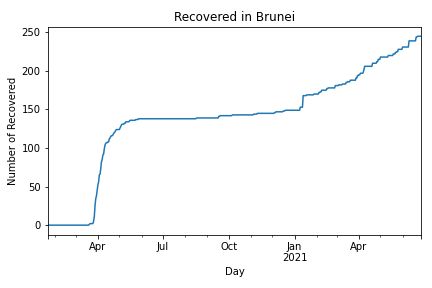 Recovered in Brunei
Number of Recovered
250
200
150
100
50
0
Apr
Jul
Oct
Jan
2021
Apr
Day